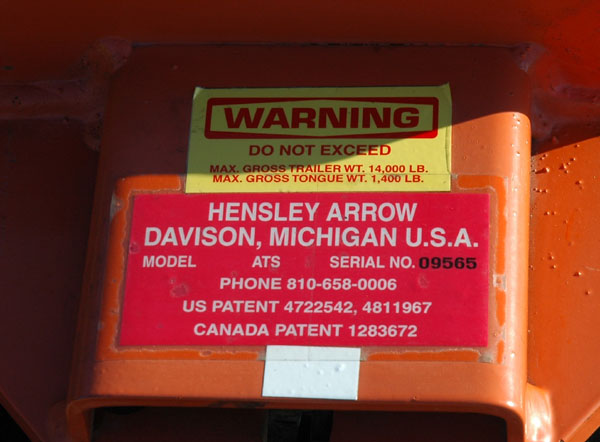 WARNING
DO NOT EXCEED
MAX. GROSS TRAILER WT. 14,000 LB.
MAX. GROSS TONGUE WT. 1,400 LB.
HENSLEY ARROW
DAVISON, MICHIGAN U.S.A.
MODEL ATS SERIAL NO. 09565
PHONE 810-658-0006
US PATENT 4722542, 4811967
CANADA PATENT 1283672